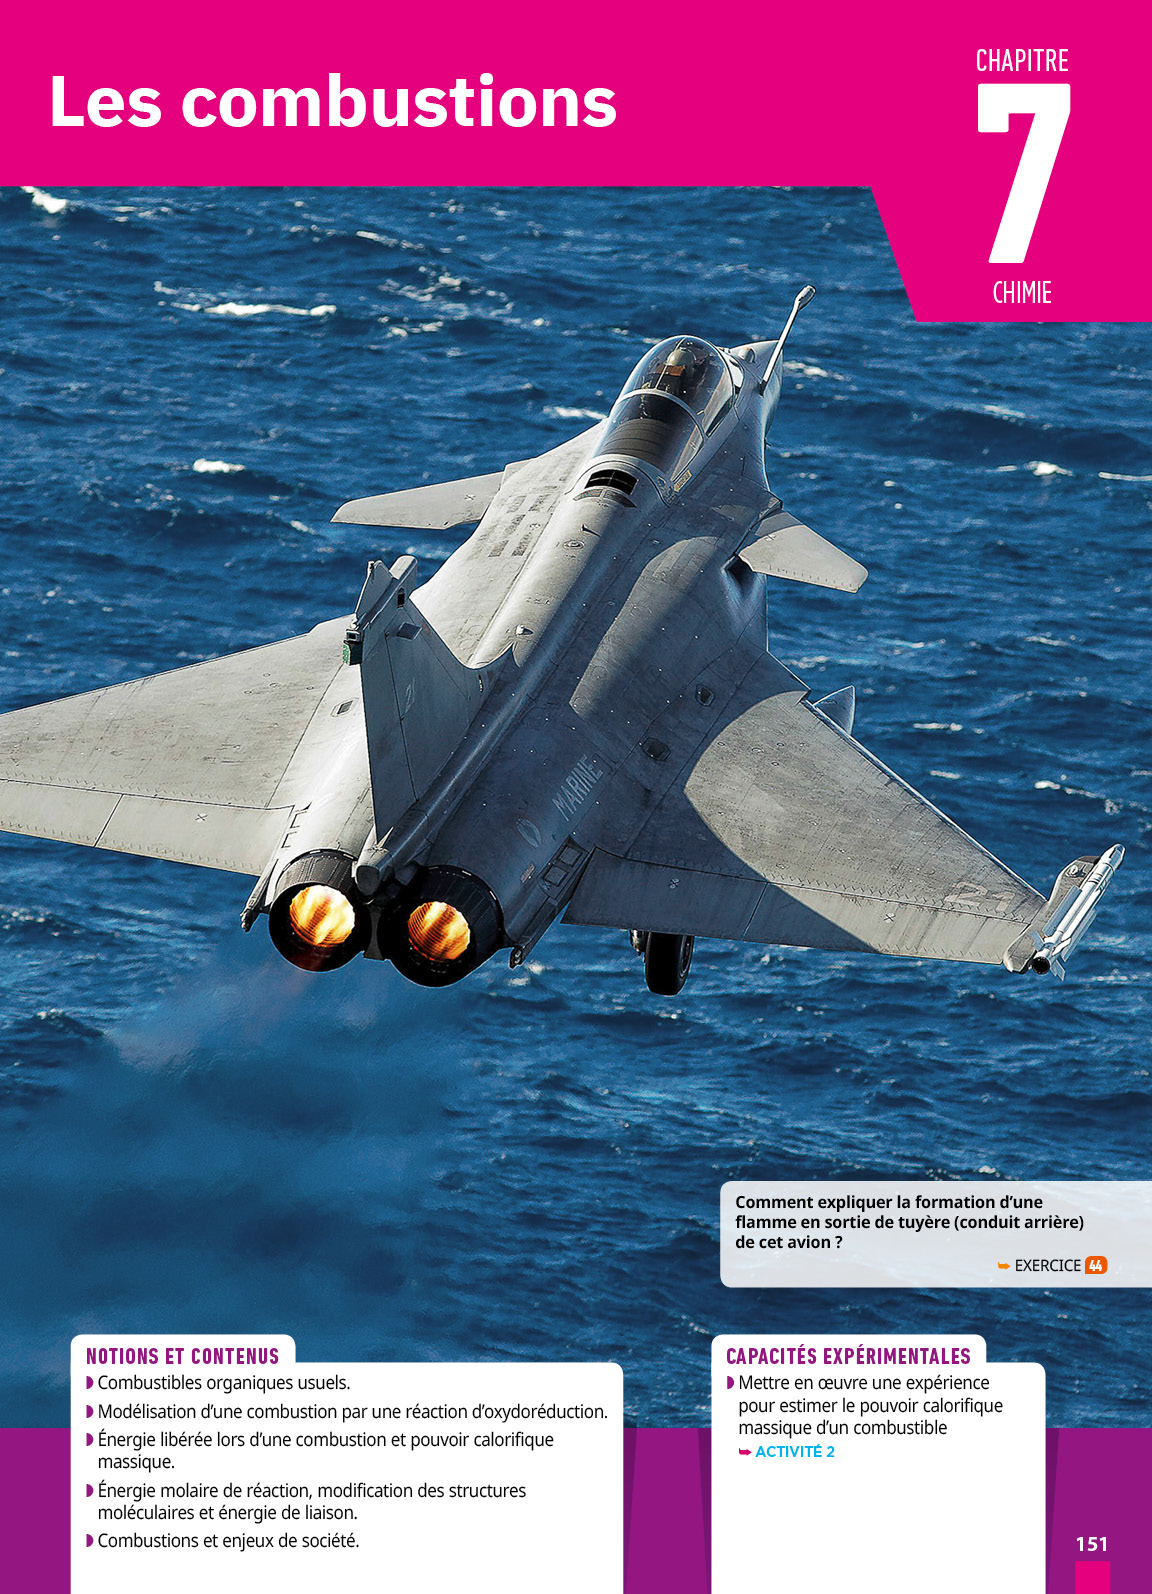 Les combustions
CHAPITRE
7
CHIMIE
MARINE
21
21
Comment expliquer la formation d’une
flamme en sortie de tuyère (conduit arrière)
de cet avion ?
➥ EXERCICE 44
NOTIONS ET CONTENUS
◗ Combustibles organiques usuels.
◗ Modélisation d’une combustion par une réaction d’oxydoréduction.
◗ Énergie libérée lors d’une combustion et pouvoir calorifique
massique.
◗ Énergie molaire de réaction, modification des structures
moléculaires et énergie de liaison.
◗ Combustions et enjeux de société.
CAPACITÉS EXPÉRIMENTALES
◗ Mettre en œuvre une expérience
pour estimer le pouvoir calorifique
massique d’un combustible
➥ ACTIVITÉ 2
151